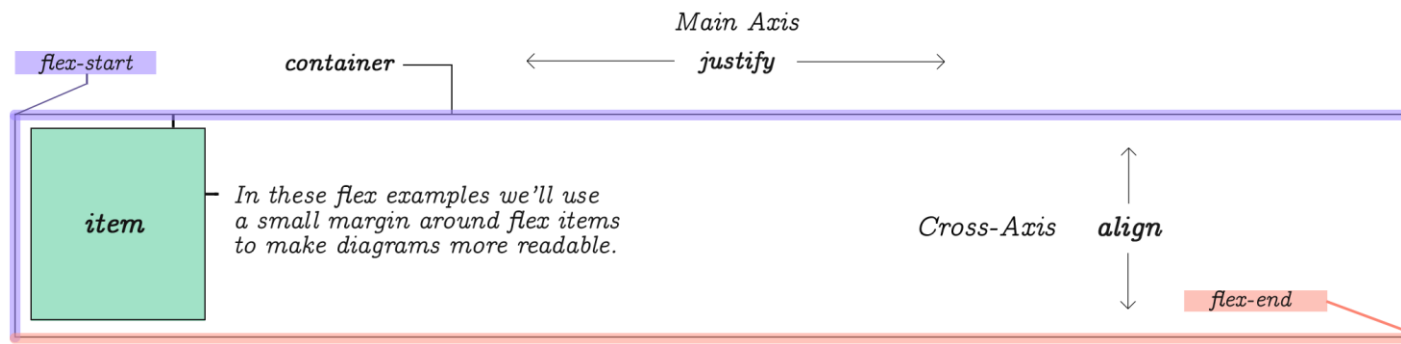 Main Axis
flex-start
container
justify
In these flex examples we'll use
a small margin around flex items
to make diagrams more readable.
item
Cross-Axis
align
flex-end